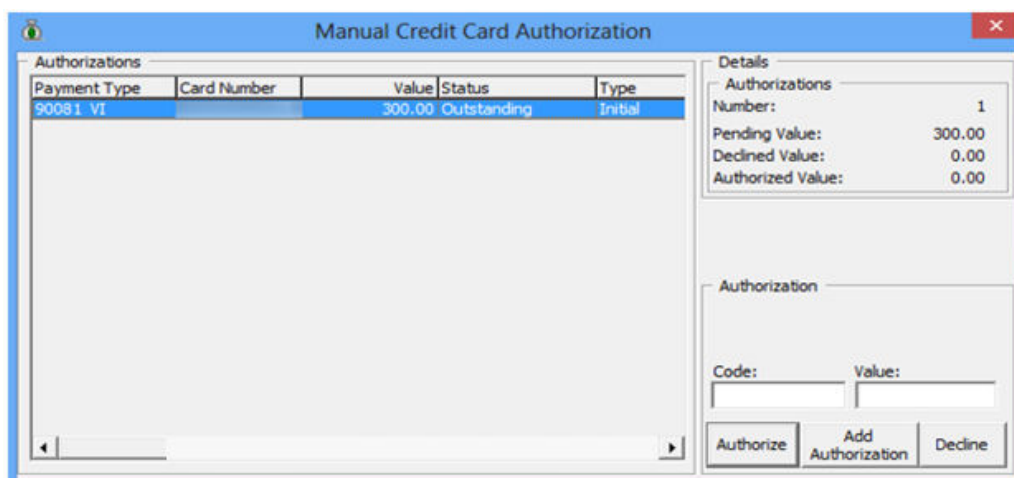 Manual Credit Card Authorization
Authorizations
Payment Type Card Number Value Status Type
90081 VI 300.00 Outstanding Initial
Details
Authorizations
Number: 1
Pending Value: 300.00
Declined Value: 0.00
Authorized Value: 0.00
Authorization
Code: Value:
Authorize
Add
Authorization
Decline